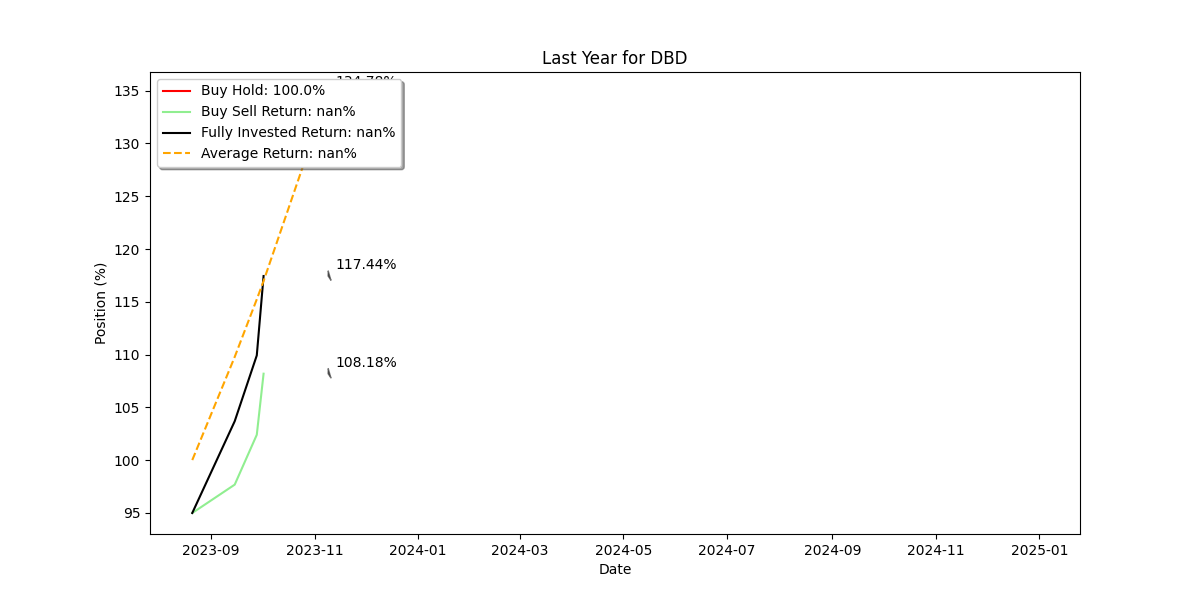 Last Year for DBD
Buy Hold: 100.0%
Buy Sell Return: nan%
Fully Invested Return: nan%
Average Return: nan%
117.44%
108.18%
Position (%)
135
130
125
120
115
110
105
100
95
2023-09
2023-11
2024-01
2024-03
2024-05
2024-07
2024-09
2024-11
2025-01
Date